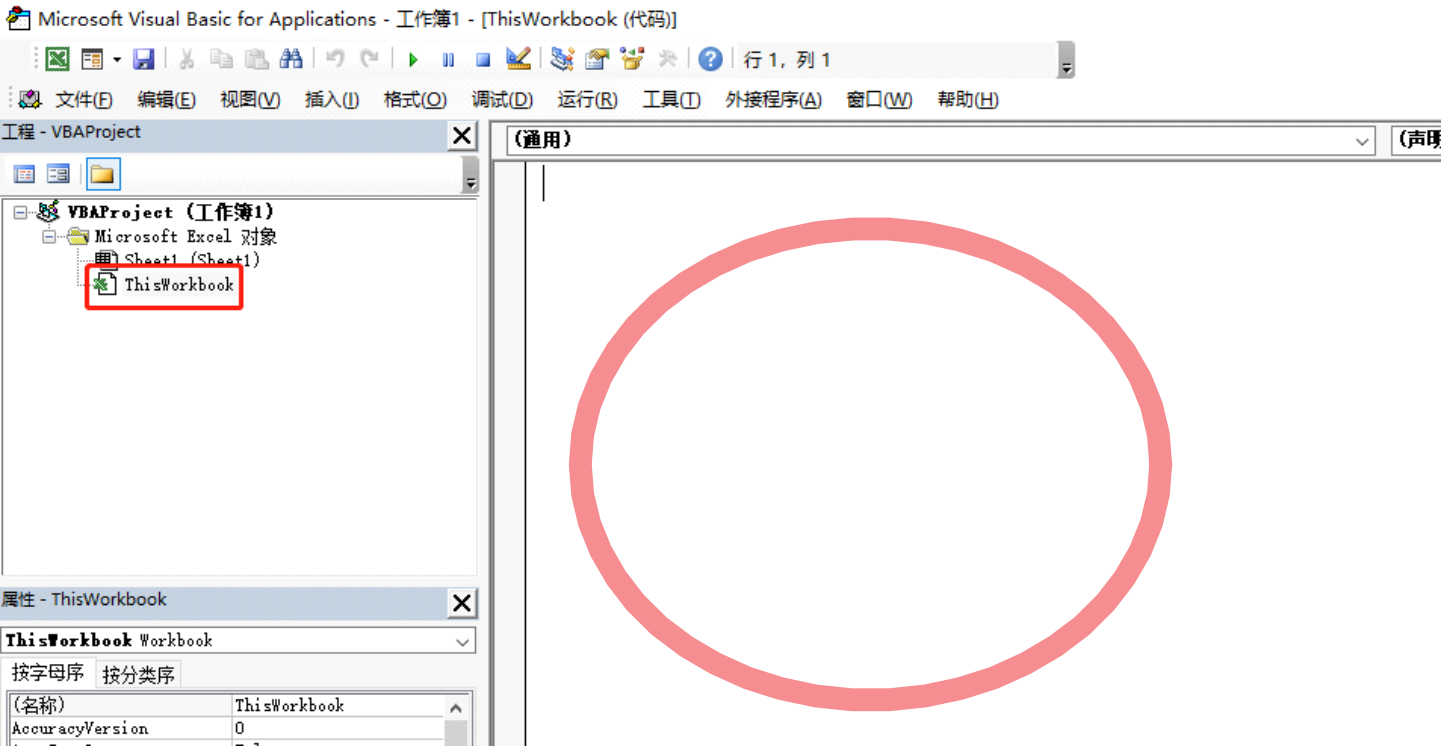 Microsoft Visual Basic for Applications - 工作簿1 - [ThisWorkbook (代码)]
行 1, 列 1
文件(F) 编辑(E) 视图(V) 插入(I) 格式(O) 调试(D) 运行(R) 工具(T) 外接程序(A) 窗口(W) 帮助(H)
工程 - VBAProject
(通用)
(声明
VBAProject (工作簿1)
Microsoft Excel 对象
Sheet1 (Sheet1)
ThisWorkbook
属性 - ThisWorkbook
ThisWorkbook Workbook
按字母序 按分类序
(名称) ThisWorkbook
AccuracyVersion 0